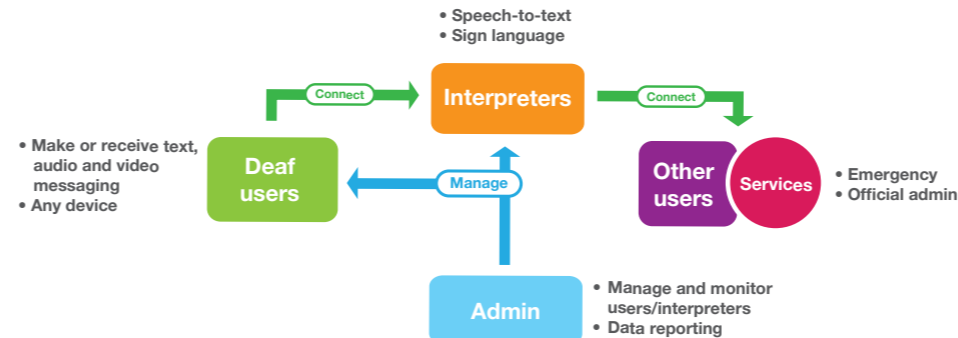 • Speech-to-text
• Sign language
Connect
Interpreters
Connect
• Make or receive text,
audio and video
messaging
• Any device
Deaf
users
Manage
Other
users
Services
• Emergency
• Official admin
Admin
• Manage and monitor
users/interpreters
• Data reporting